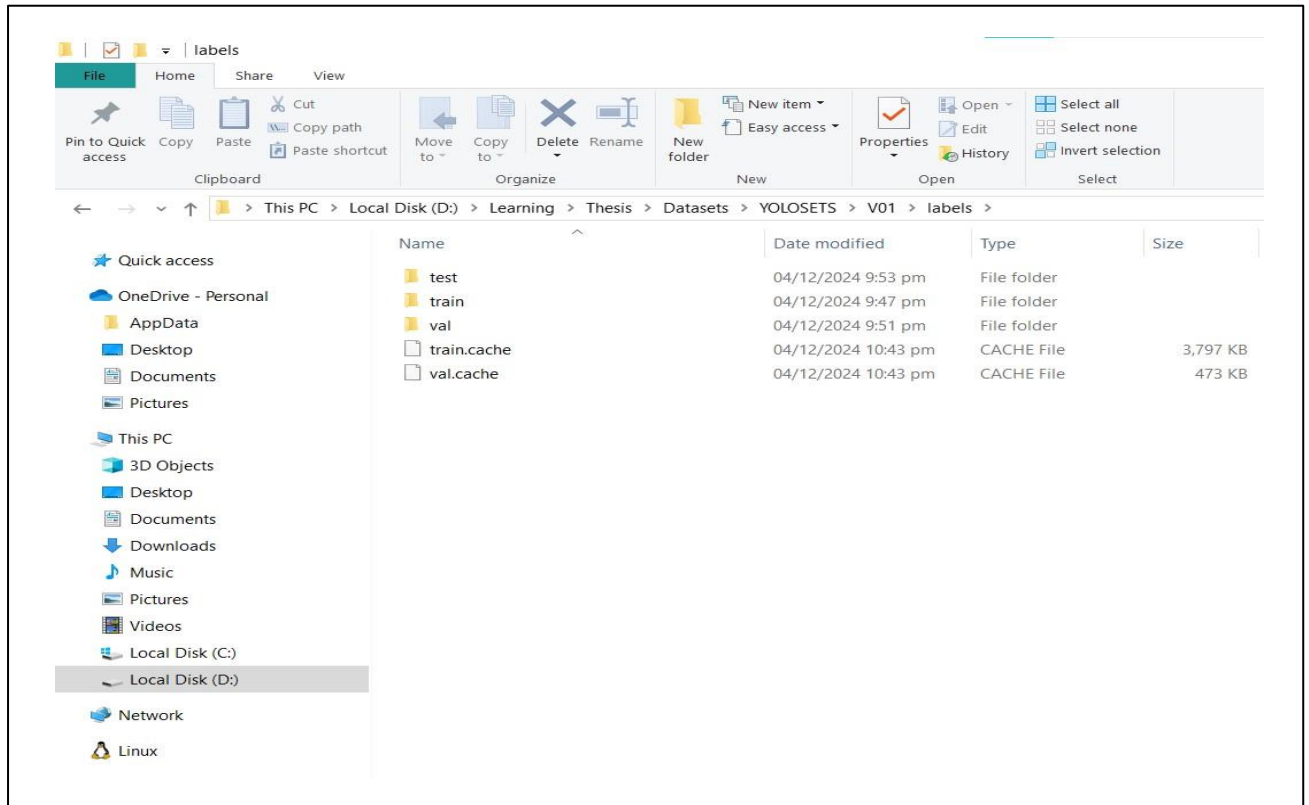 labels
File Home Share View
Pin to Quick access
Copy
Paste
Cut
Copy path
Paste shortcut
Clipboard
Move to
Copy to
Delete
Rename
Organize
New folder
New item
Easy access
New
Properties
Open
Edit
History
Open
Select all
Select none
Invert selection
Select
> This PC > Local Disk (D:) > Learning > Thesis > Datasets > YOLOSETS > V01 > labels >
Quick access
OneDrive - Personal
AppData
Desktop
Documents
Pictures
This PC
3D Objects
Desktop
Documents
Downloads
Music
Pictures
Videos
Local Disk (C:)
Local Disk (D:)
Network
Linux
Name Date modified Type Size
test 04/12/2024 9:53 pm File folder
train 04/12/2024 9:47 pm File folder
val 04/12/2024 9:51 pm File folder
train.cache 04/12/2024 10:43 pm CACHE File 3,797 KB
val.cache 04/12/2024 10:43 pm CACHE File 473 KB